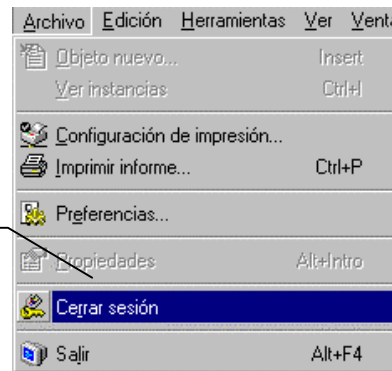 Archivo Edición Herramientas Ver Venta
Objeto nuevo... Insert
Ver instancias Ctrl+I
Configuración de impresión...
Imprimir informe... Ctrl+P
Preferencias...
Propiedades Alt+Intro
Cerrar sesión
Salir Alt+F4